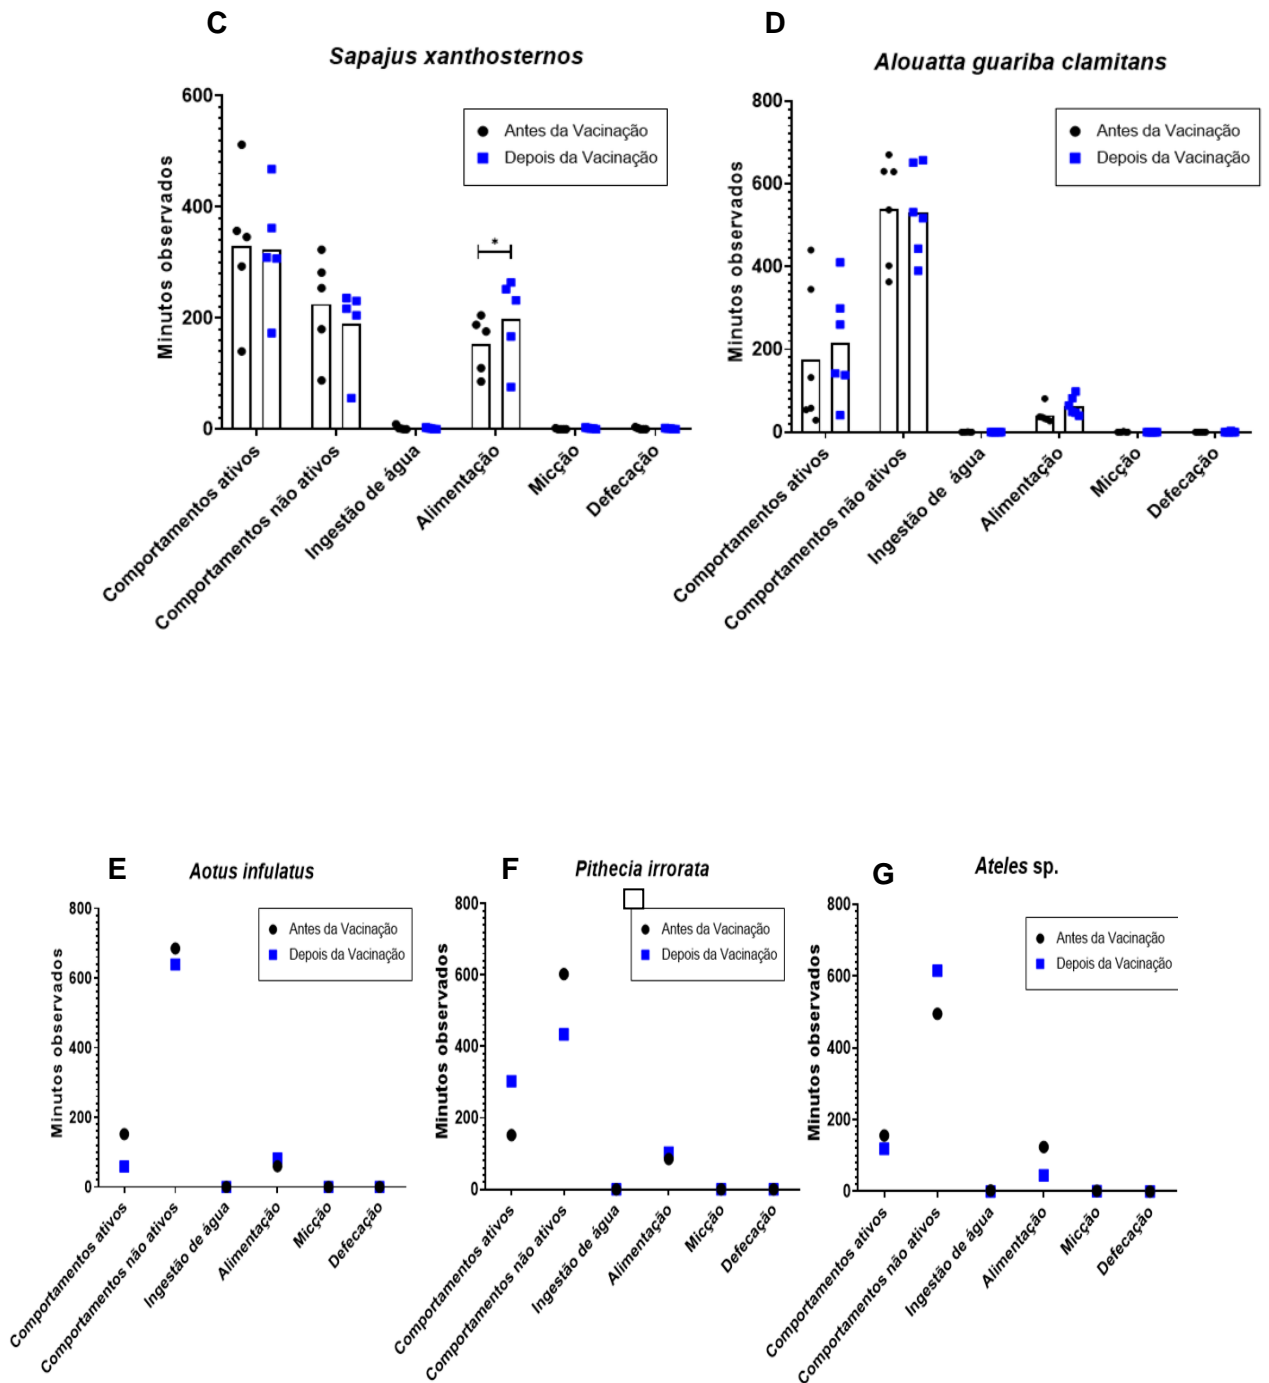 C
Sapajus xanthosternos
Minutos observados
600
400
200
0
Antes da Vacinação
Depois da Vacinação
*
Comportamentos ativos
Comportamentos não ativos
Ingestão de água
Alimentação
Micção
Defecação
D
Alouatta guariba clamitans
Minutos observados
800
600
400
200
0
Antes da Vacinação
Depois da Vacinação
Comportamentos ativos
Comportamentos não ativos
Ingestão de água
Alimentação
Micção
Defecação
E
Aotus infulatus
Minutos observados
800
600
400
200
0
Antes da Vacinação
Depois da Vacinação
Comportamentos ativos
Comportamentos não ativos
Ingestão de água
Alimentação
Micção
Defecação
F
Pithecia irrorata
Minutos observados
800
600
400
200
0
Antes da Vacinação
Depois da Vacinação
Comportamentos ativos
Comportamentos não ativos
Ingestão de água
Alimentação
Micção
Defecação
G
Ateles sp.
Minutos observados
800
600
400
200
0
Antes da Vacinação
Depois da Vacinação
Comportamentos ativos
Comportamentos não ativos
Ingestão de água
Alimentação
Micção
Defecação